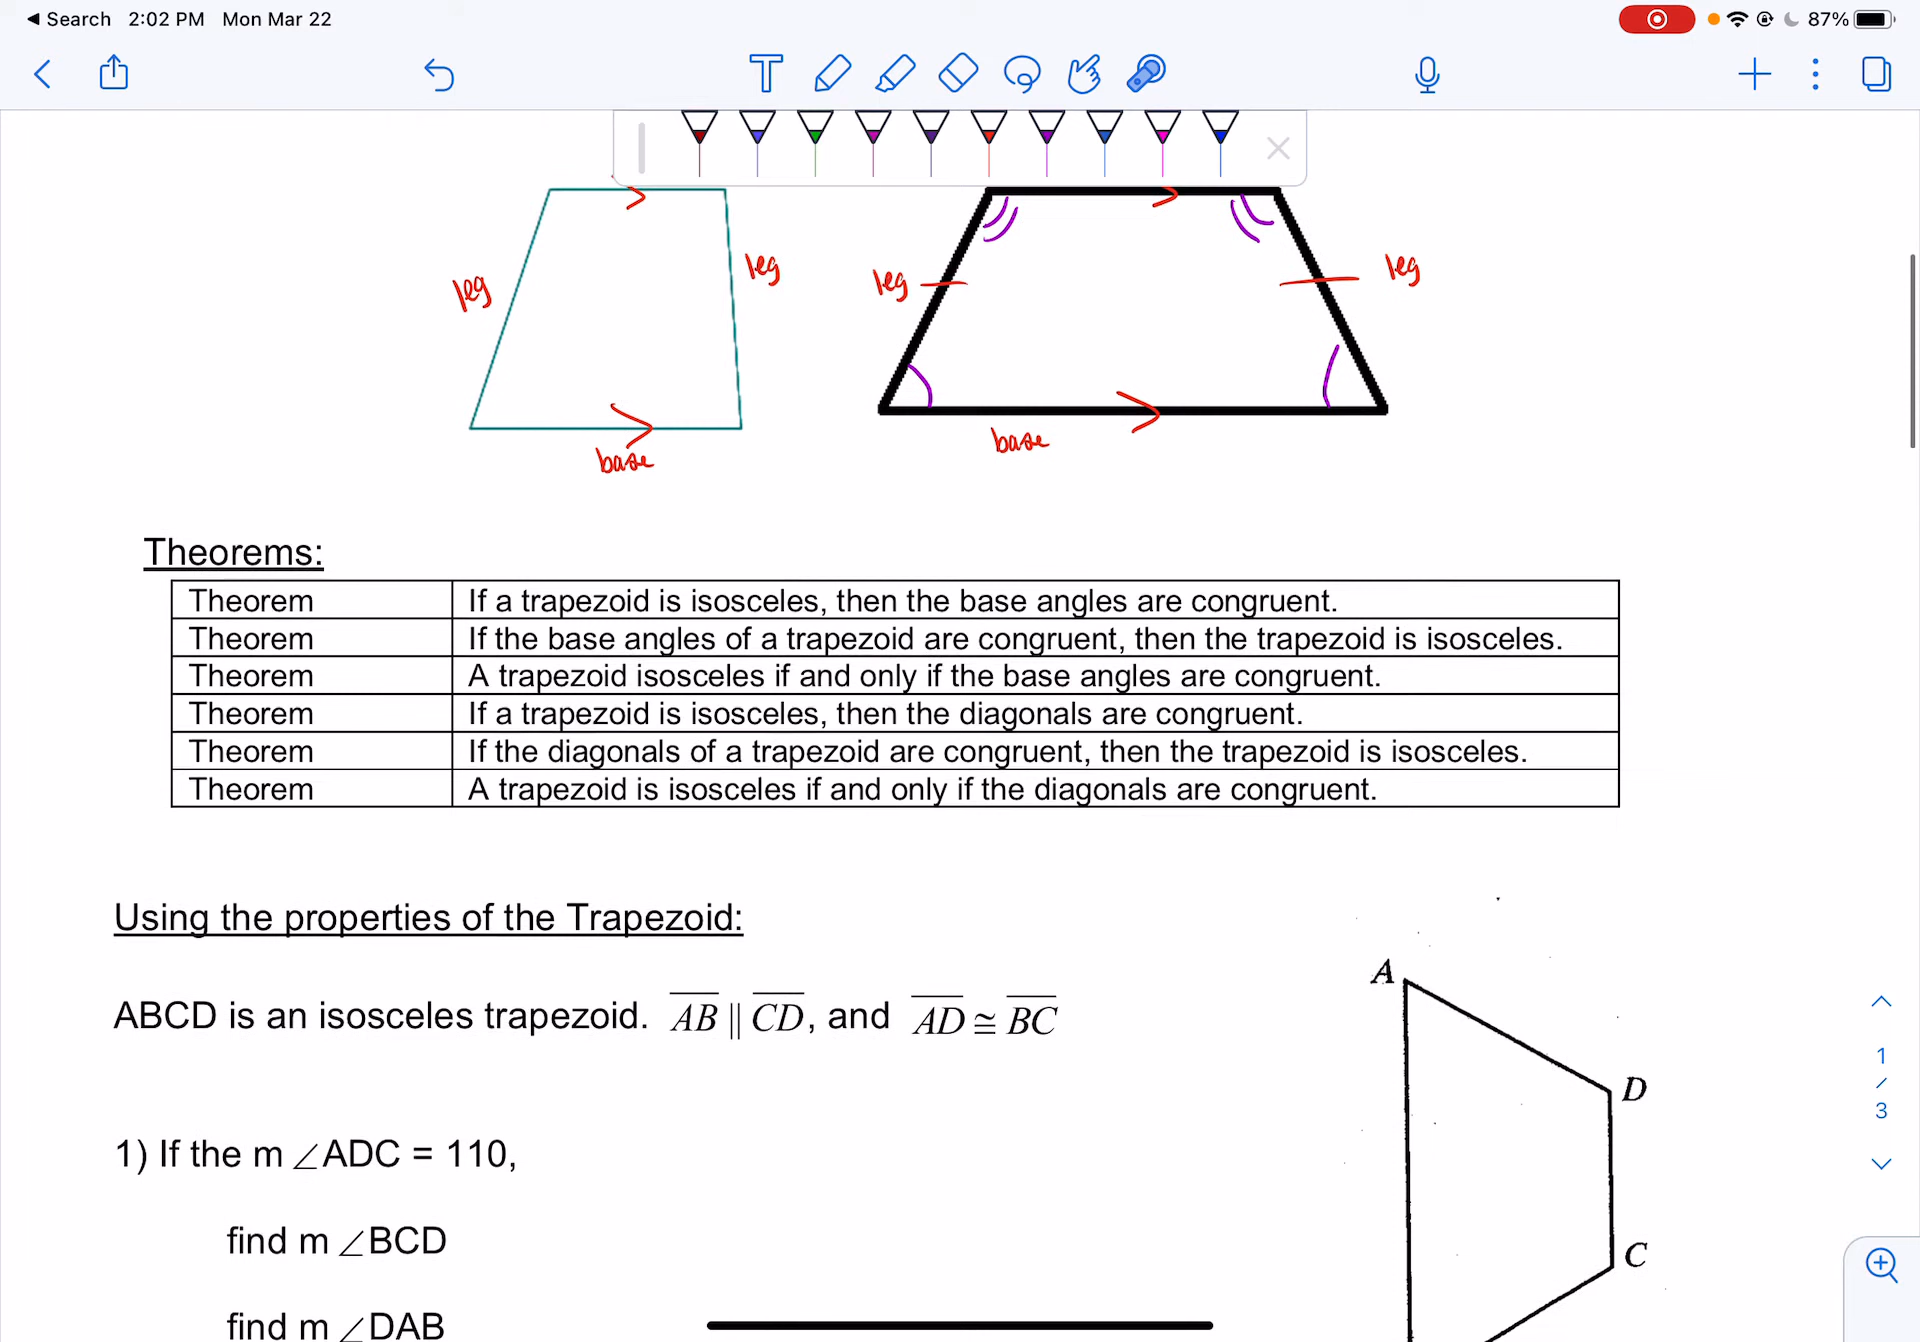 Search 2:02 PM Mon Mar 22 87%
leg leg leg leg
base base
Theorems:
Theorem If a trapezoid is isosceles, then the base angles are congruent.
Theorem If the base angles of a trapezoid are congruent, then the trapezoid is isosceles.
Theorem A trapezoid isosceles if and only if the base angles are congruent.
Theorem If a trapezoid is isosceles, then the diagonals are congruent.
Theorem If the diagonals of a trapezoid are congruent, then the trapezoid is isosceles.
Theorem A trapezoid is isosceles if and only if the diagonals are congruent.
Using the properties of the Trapezoid:
ABCD is an isosceles trapezoid. A̅B̅ || C̅D̅, and A̅D̅ ≅ B̅C̅
1) If the m∠ADC = 110,
find m∠BCD
find m∠DAB
A
D
C
1
/
3